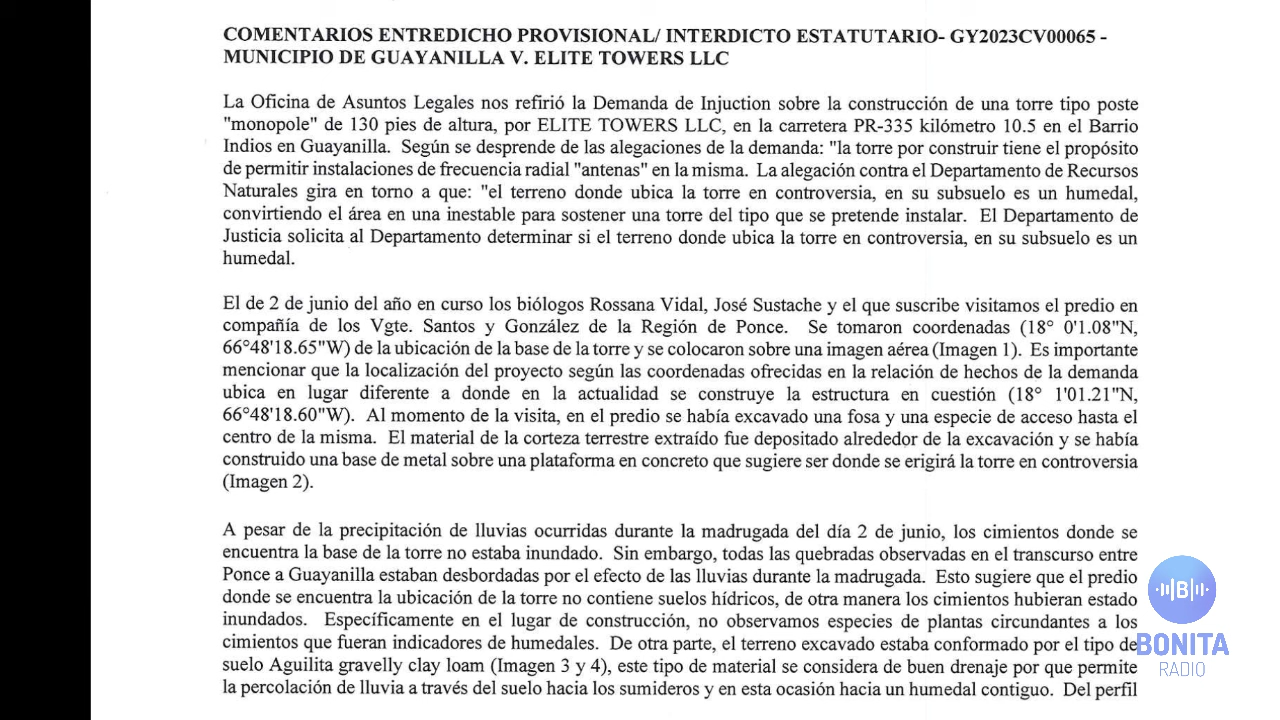 COMENTARIOS ENTREDICHO PROVISIONAL/ INTERDICTO ESTATUTARIO- GY2023CV00065 -
MUNICIPIO DE GUAYANILLA V. ELITE TOWERS LLC
La Oficina de Asuntos Legales nos refirió la Demanda de Injuction sobre la construcción de una torre tipo poste
"monopole" de 130 pies de altura, por ELITE TOWERS LLC, en la carretera PR-335 kilómetro 10.5 en el Barrio
Indios en Guayanilla. Según se desprende de las alegaciones de la demanda: "la torre por construir tiene el propósito
de permitir instalaciones de frecuencia radial "antenas" en la misma. La alegación contra el Departamento de Recursos
Naturales gira en torno a que: "el terreno donde ubica la torre en controversia, en su subsuelo es un humedal,
convirtiendo el área en una inestable para sostener una torre del tipo que se pretende instalar. El Departamento de
Justicia solicita al Departamento determinar si el terreno donde ubica la torre en controversia, en su subsuelo es un
humedal.
El de 2 de junio del año en curso los biólogos Rossana Vidal, José Sustache y el que suscribe visitamos el predio en
compañía de los Vgte. Santos y González de la Región de Ponce. Se tomaron coordenadas (18° 0'1.08"N,
66°48'18.65"W) de la ubicación de la base de la torre y se colocaron sobre una imagen aérea (Imagen 1). Es importante
mencionar que la localización del proyecto según las coordenadas ofrecidas en la relación de hechos de la demanda
ubica en lugar diferente a donde en la actualidad se construye la estructura en cuestión (18° 1'01.21"N,
66°48'18.60"W). Al momento de la visita, en el predio se había excavado una fosa y una especie de acceso hasta el
centro de la misma. El material de la corteza terrestre extraído fue depositado alrededor de la excavación y se había
construido una base de metal sobre una plataforma en concreto que sugiere ser donde se erigirá la torre en controversia
(Imagen 2).
A pesar de la precipitación de lluvias ocurridas durante la madrugada del día 2 de junio, los cimientos donde se
encuentra la base de la torre no estaba inundado. Sin embargo, todas las quebradas observadas en el transcurso entre
Ponce a Guayanilla estaban desbordadas por el efecto de las lluvias durante la madrugada. Esto sugiere que el predio
donde se encuentra la ubicación de la torre no contiene suelos hídricos, de otra manera los cimientos hubieran estado
inundados. Específicamente en el lugar de construcción, no observamos especies de plantas circundantes a los
cimientos que fueran indicadores de humedales. De otra parte, el terreno excavado estaba conformado por el tipo de
suelo Aguilita gravelly clay loam (Imagen 3 y 4), este tipo de material se considera de buen drenaje por que permite
la percolación de lluvia a través del suelo hacia los sumideros y en esta ocasión hacia un humedal contiguo. Del perfil
B
BONITA
RADIO